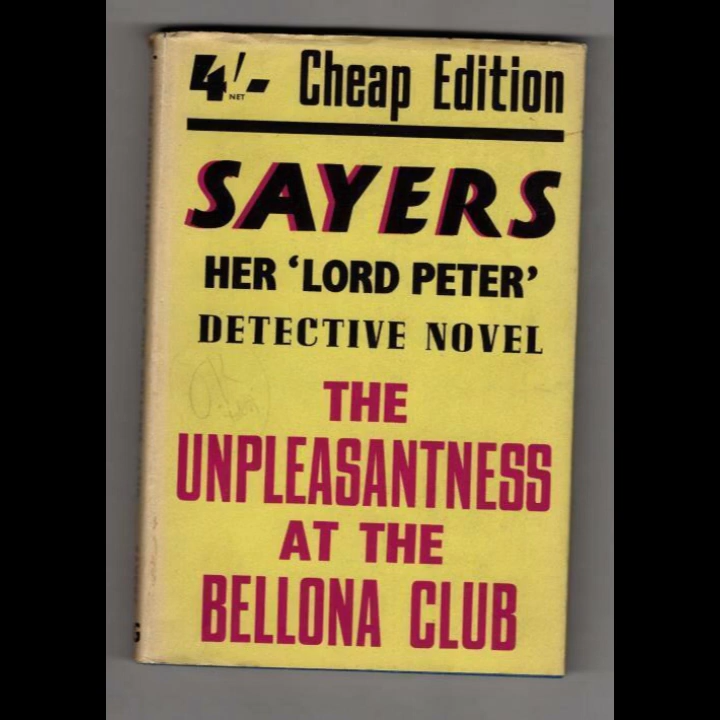 4/- NET Cheap Edition
SAYERS
HER 'LORD PETER'
DETECTIVE NOVEL
THE
UNPLEASANTNESS
AT THE
BELLONA CLUB
G